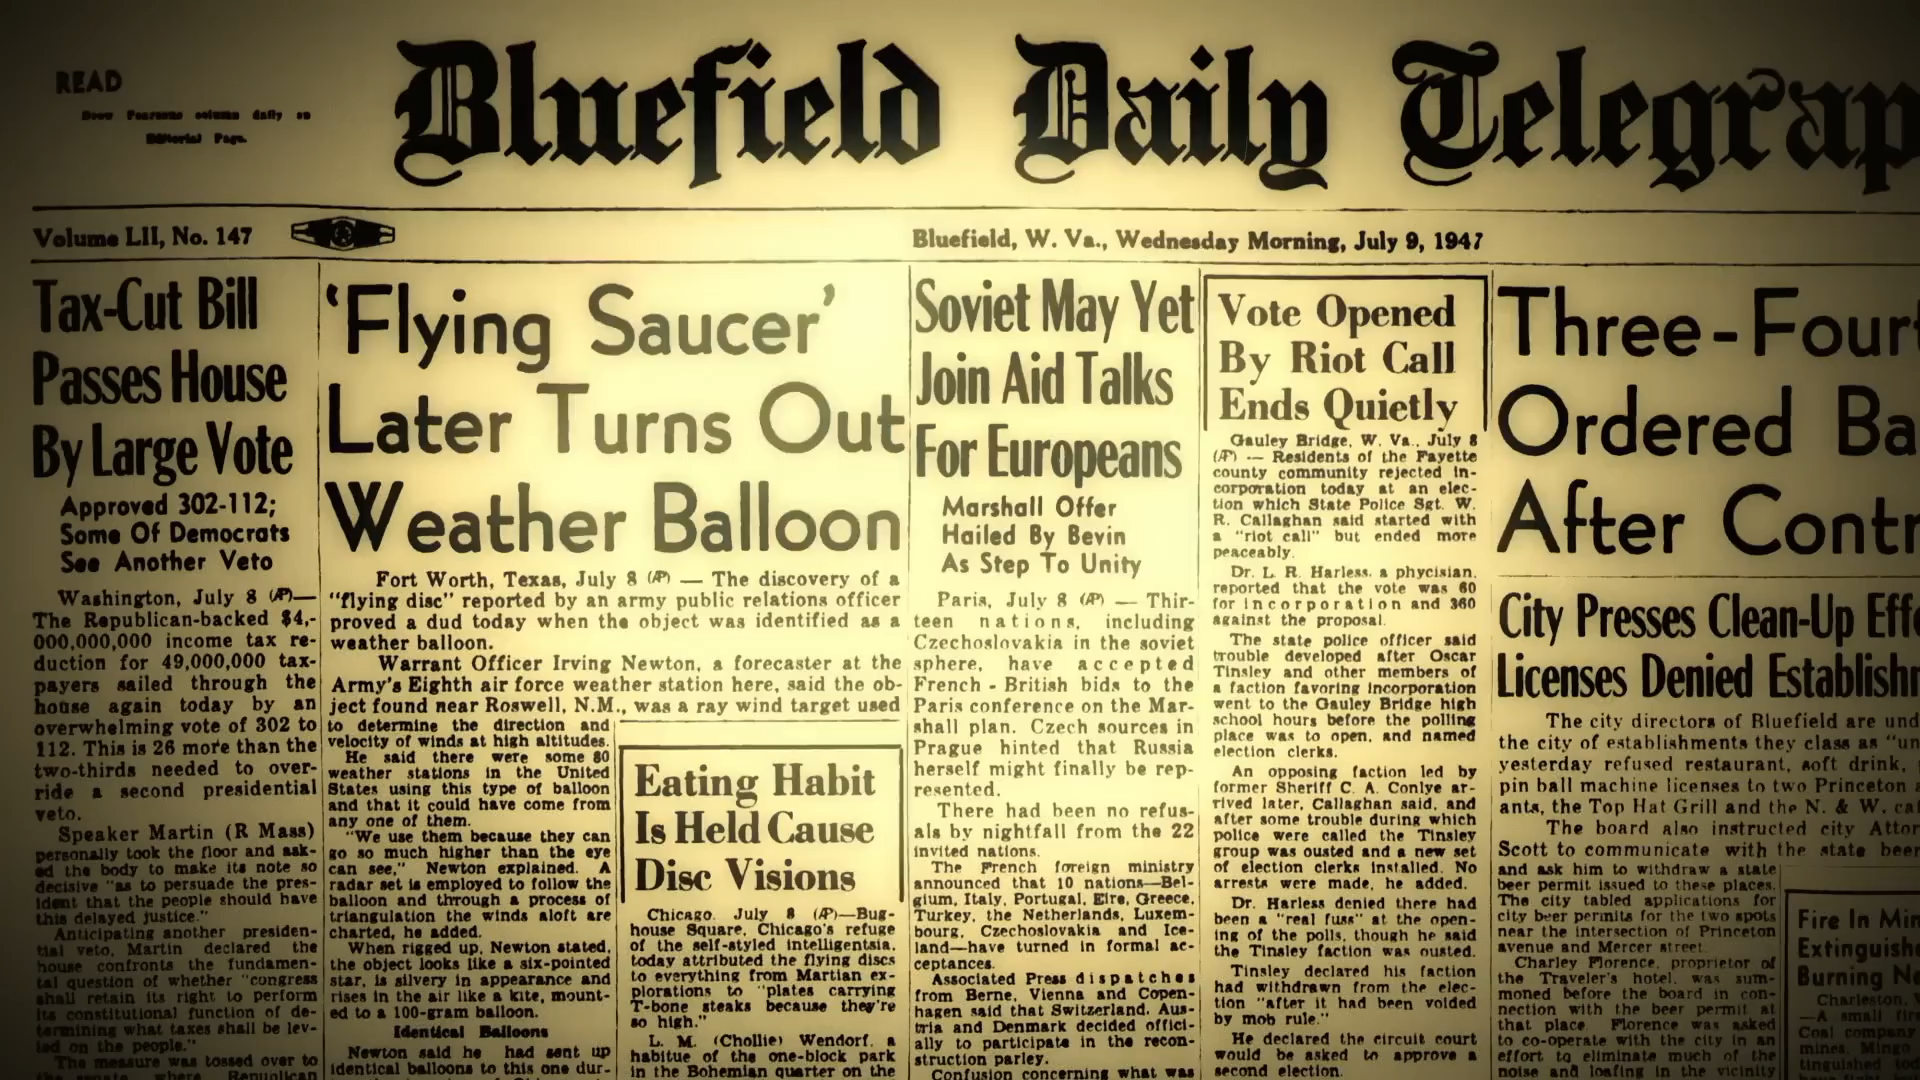 READ
Drew Pearsons column daily on
Editorial Page.
Bluefield Daily Telegrap
Volume LII, No. 147
Bluefield, W. Va., Wednesday Morning, July 9, 1947
Tax-Cut Bill
Passes House
By Large Vote
Approved 302-112;
Some Of Democrats
See Another Veto
Washington, July 8 (AP)—
The Republican-backed $4,-
000,000,000 income tax re-
duction for 49,000,000 tax-
payers sailed through the
house again today by an
overwhelming vote of 302 to
112. This is 26 more than the
two-thirds needed to over-
ride a second presidential
veto.
Speaker Martin (R Mass)
personally took the floor and ask-
ed the body to make its note so
decisive "as to persuade the pres-
ident that the people should have
this delayed justice."
Anticipating another presiden-
tial veto, Martin declared the
house confronts the fundamen-
tal question of whether "congress
shall retain its right to perform
its constitutional function of de-
termining what taxes shall be lev-
ied on the people."
The measure was tossed over to
the senate where Republican
'Flying Saucer'
Later Turns Out
Weather Balloon
Fort Worth, Texas, July 8 (AP) — The discovery of a
"flying disc" reported by an army public relations officer
proved a dud today when the object was identified as a
weather balloon.
Warrant Officer Irving Newton, a forecaster at the
Army's Eighth air force weather station here, said the ob-
ject found near Roswell, N.M., was a ray wind target used
to determine the direction and
velocity of winds at high altitudes.
He said there were some 80
weather stations in the United
States using this type of balloon
and that it could have come from
any one of them.
"We use them because they can
go so much higher than the eye
can see," Newton explained. A
radar set is employed to follow the
balloon and through a process of
triangulation the winds aloft are
charted, he added.
When rigged up, Newton stated,
the object looks like a six-pointed
star, is silvery in appearance and
rises in the air like a kite, mount-
ed to a 100-gram balloon.
Identical Balloons
Newton said he had sent up
identical balloons to this one dur-
Eating Habit
Is Held Cause
Disc Visions
Chicago, July 8 (AP)—Bug-
house Square, Chicago's refuge
of the self-styled intelligentsia,
today attributed the flying discs
to everything from Martian ex-
plorations to "plates carrying
T-bone steaks because they're
so high."
L. M. (Chollie) Wendorf, a
habitue of the one-block park
in the Bohemian quarter on the
Soviet May Yet
Join Aid Talks
For Europeans
Marshall Offer
Hailed By Bevin
As Step To Unity
Paris, July 8 (AP) — Thir-
teen nations, including
Czechoslovakia in the soviet
sphere, have accepted
French - British bids to the
Paris conference on the Mar-
shall plan. Czech sources in
Prague hinted that Russia
herself might finally be rep-
resented.
There had been no refus-
als by nightfall from the 22
invited nations.
The French foreign ministry
announced that 10 nations—Bel-
gium, Italy, Portugal, Eire, Greece,
Turkey, the Netherlands, Luxem-
bourg, Czechoslovakia and Ice-
land—have turned in formal ac-
ceptances.
Associated Press dispatches
from Berne, Vienna and Copen-
hagen said that Switzerland, Aus-
tria and Denmark decided offici-
ally to participate in the recon-
struction parley.
Confusion concerning what was
Vote Opened
By Riot Call
Ends Quietly
Gauley Bridge, W. Va., July 8
(AP) — Residents of the Fayette
county community rejected in-
corporation today at an elec-
tion which State Police Sgt. W.
R. Callaghan said started with
a "riot call" but ended more
peaceably.
Dr. L. R. Harless, a phycisian,
reported that the vote was 60
for incorporation and 360
against the proposal.
The state police officer said
trouble developed after Oscar
Tinsley and other members of
a faction favoring incorporation
went to the Gauley Bridge high
school hours before the polling
place was to open, and named
election clerks.
An opposing faction led by
former Sheriff C. A. Conlye ar-
rived later, Callaghan said, and
after some trouble during which
police were called the Tinsley
group was ousted and a new set
of election clerks installed. No
arrests were made, he added.
Dr. Harless denied there had
been a "real fuss" at the open-
ing of the polls, though he said
the Tinsley faction was ousted.
Tinsley declared his faction
had withdrawn from the elec-
tion "after it had been voided
by mob rule."
He declared the circuit court
would be asked to approve a
second election.
Three-Four
Ordered Ba
After Contr
City Presses Clean-Up Effo
Licenses Denied Establishm
The city directors of Bluefield are und
the city of establishments they class as "un
yesterday refused restaurant, soft drink,
pin ball machine licenses to two Princeton a
ants, the Top Hat Grill and the N. & W. caf
The board also instructed city Attor
Scott to communicate with the state beer
and ask him to withdraw a state
beer permit issued to these places.
The city tabled applications for
city beer permits for the two spots
near the intersection of Princeton
avenue and Mercer street.
Charley Florence, proprietor of
the Traveler's hotel, was sum-
moned before the board in con-
nection with the beer permit at
that place. Florence was asked
to co-operate with the city in an
effort to eliminate much of the
noise and loafing in the vicinity
Fire In Min
Extinguishe
Burning Ne
Charleston,
—A small fir
Coal company
mines, Mingo
tinguished tod